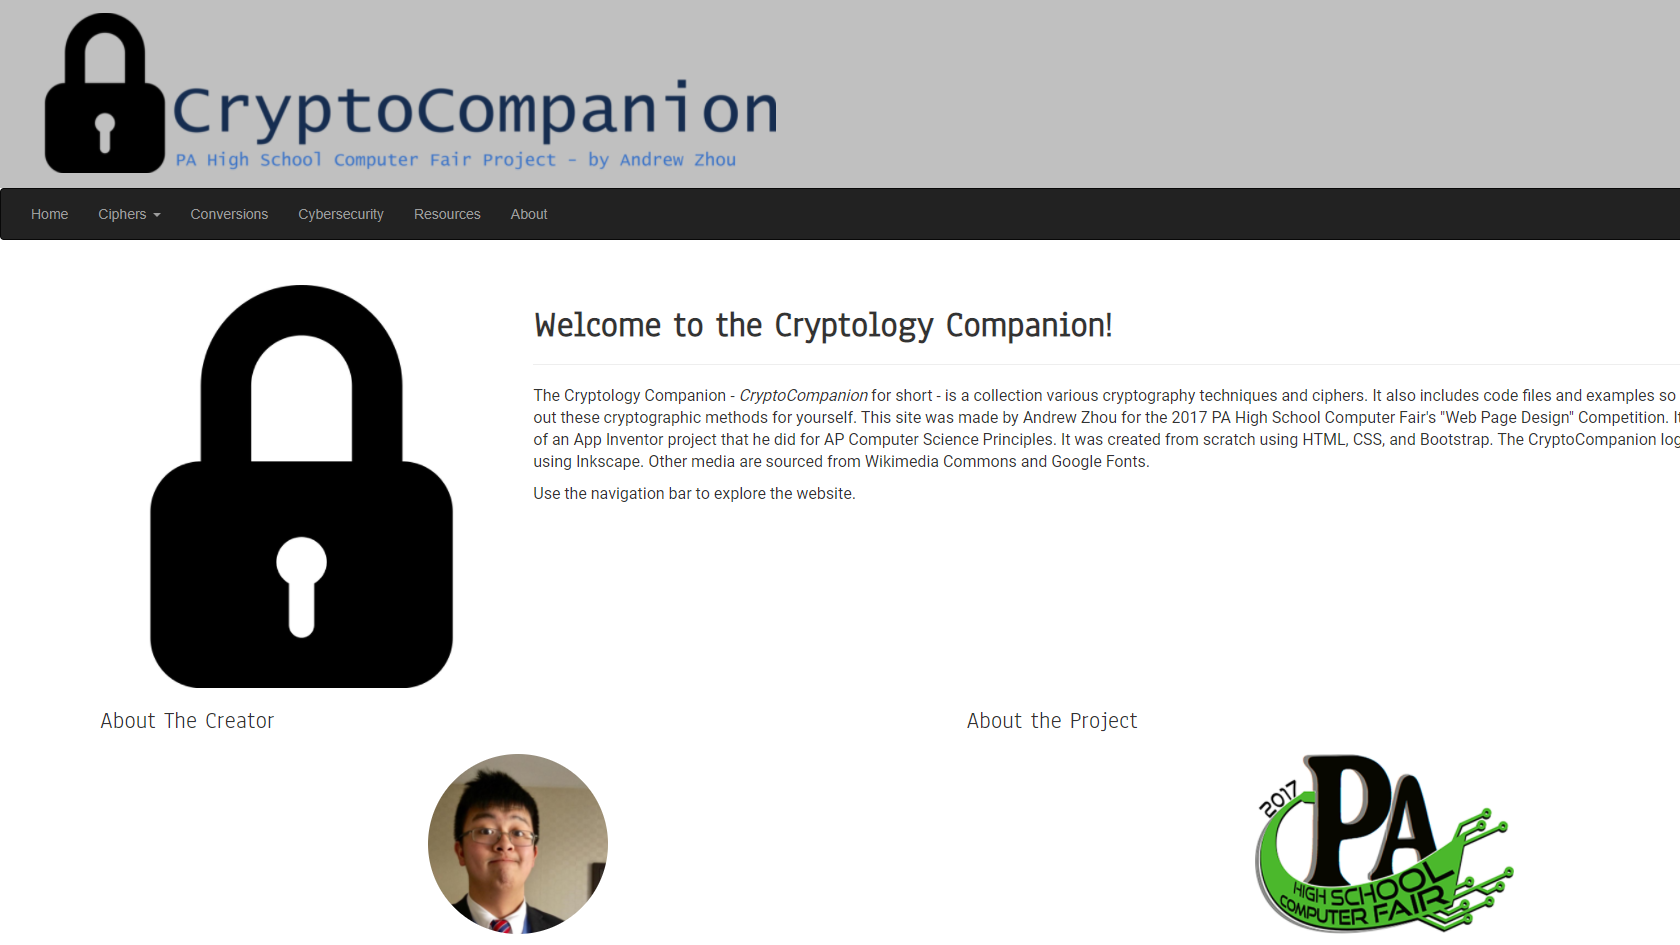 CryptoCompanion
PA High School Computer Fair Project - by Andrew Zhou
Home Ciphers Conversions Cybersecurity Resources About
Welcome to the Cryptology Companion!
The Cryptology Companion - CryptoCompanion for short - is a collection various cryptography techniques and ciphers. It also includes code files and examples so
out these cryptographic methods for yourself. This site was made by Andrew Zhou for the 2017 PA High School Computer Fair's "Web Page Design" Competition.
of an App Inventor project that he did for AP Computer Science Principles. It was created from scratch using HTML, CSS, and Bootstrap. The CryptoCompanion
using Inkscape. Other media are sourced from Wikimedia Commons and Google Fonts.
Use the navigation bar to explore the website.
About The Creator
About the Project
2017
PA
HIGH SCHOOL
COMPUTER FAIR